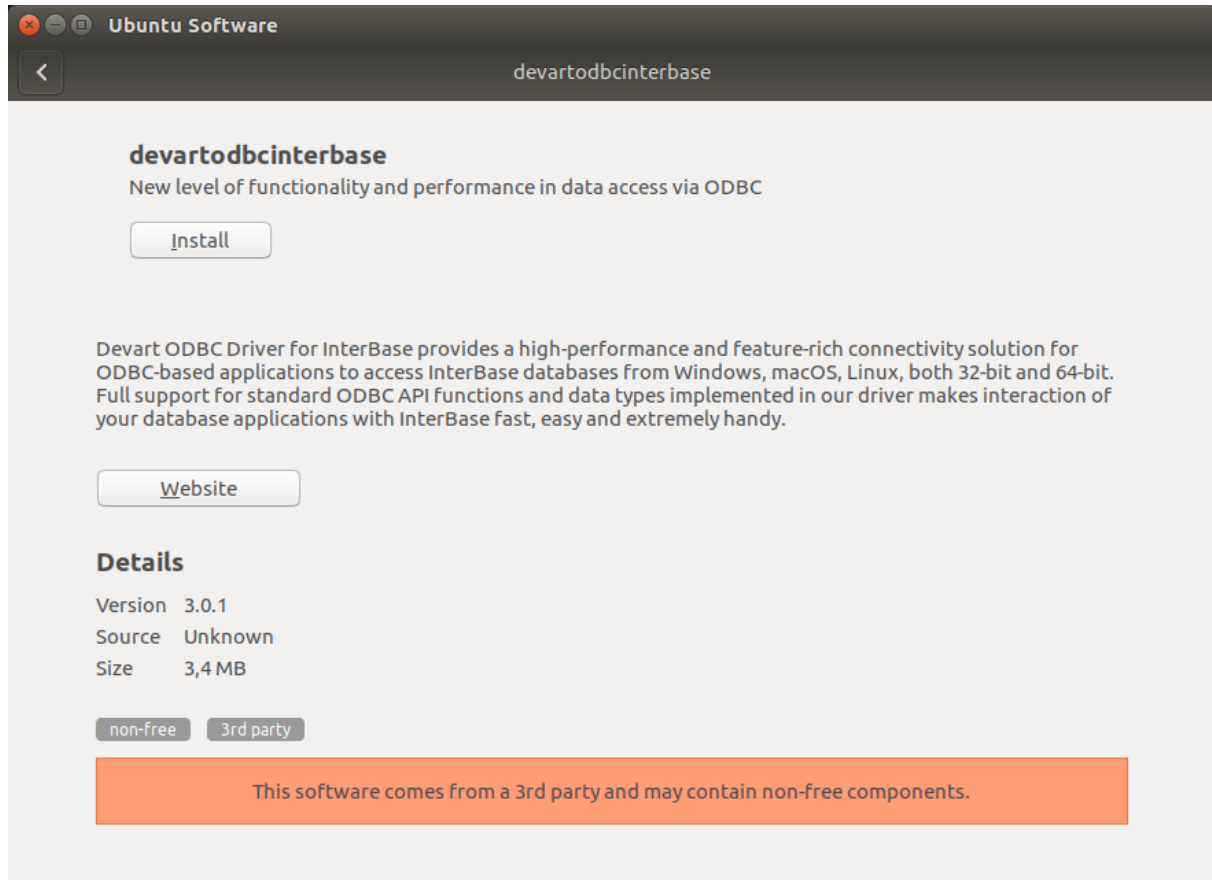 Ubuntu Software
devartodbcinterbase
devartodbcinterbase
New level of functionality and performance in data access via ODBC
Install
Devart ODBC Driver for InterBase provides a high-performance and feature-rich connectivity solution for
ODBC-based applications to access InterBase databases from Windows, macOS, Linux, both 32-bit and 64-bit.
Full support for standard ODBC API functions and data types implemented in our driver makes interaction of
your database applications with InterBase fast, easy and extremely handy.
Website
Details
Version 3.0.1
Source Unknown
Size 3,4 MB
non-free 3rd party
This software comes from a 3rd party and may contain non-free components.